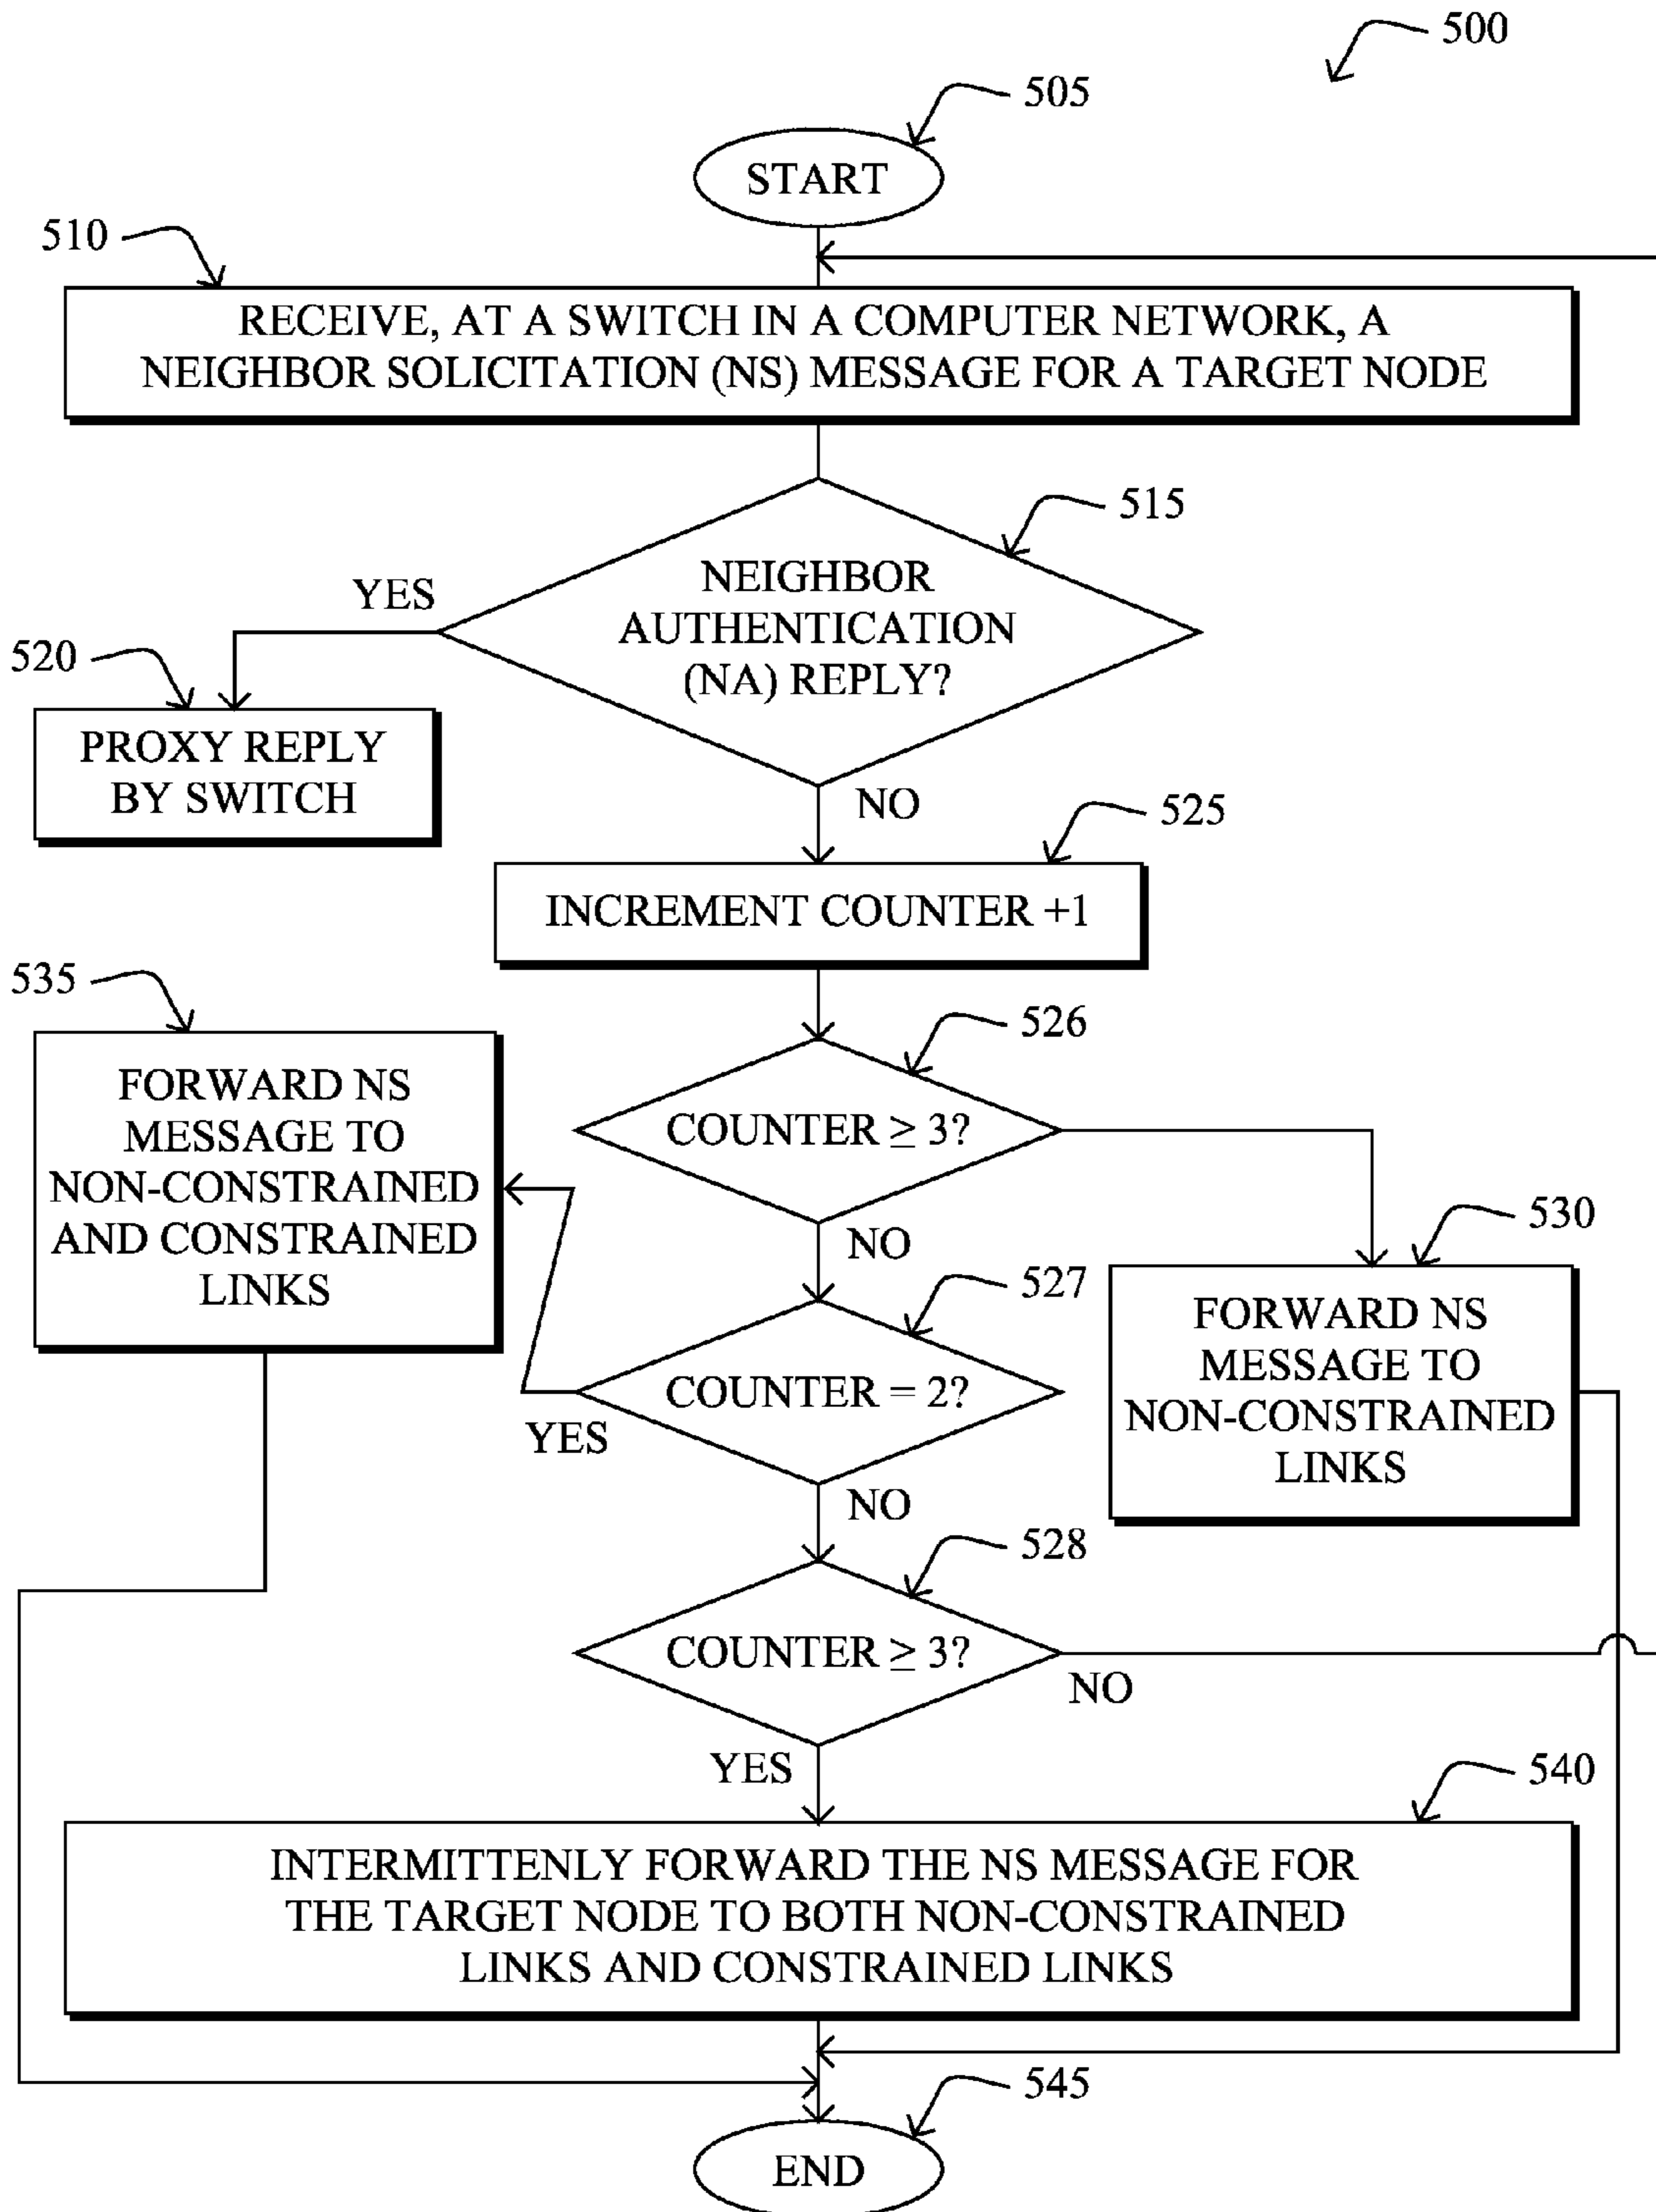 500
505
START
510
RECEIVE, AT A SWITCH IN A COMPUTER NETWORK, A
NEIGHBOR SOLICITATION (NS) MESSAGE FOR A TARGET NODE
515
NEIGHBOR
AUTHENTICATION
(NA) REPLY?
YES
520
PROXY REPLY
BY SWITCH
NO
525
INCREMENT COUNTER +1
535
FORWARD NS
MESSAGE TO
NON-CONSTRAINED
AND CONSTRAINED
LINKS
526
COUNTER ≥ 3?
NO
530
FORWARD NS
MESSAGE TO
NON-CONSTRAINED
LINKS
527
COUNTER = 2?
YES
NO
528
COUNTER ≥ 3?
NO
YES
540
INTERMITTENLY FORWARD THE NS MESSAGE FOR
THE TARGET NODE TO BOTH NON-CONSTRAINED
LINKS AND CONSTRAINED LINKS
545
END